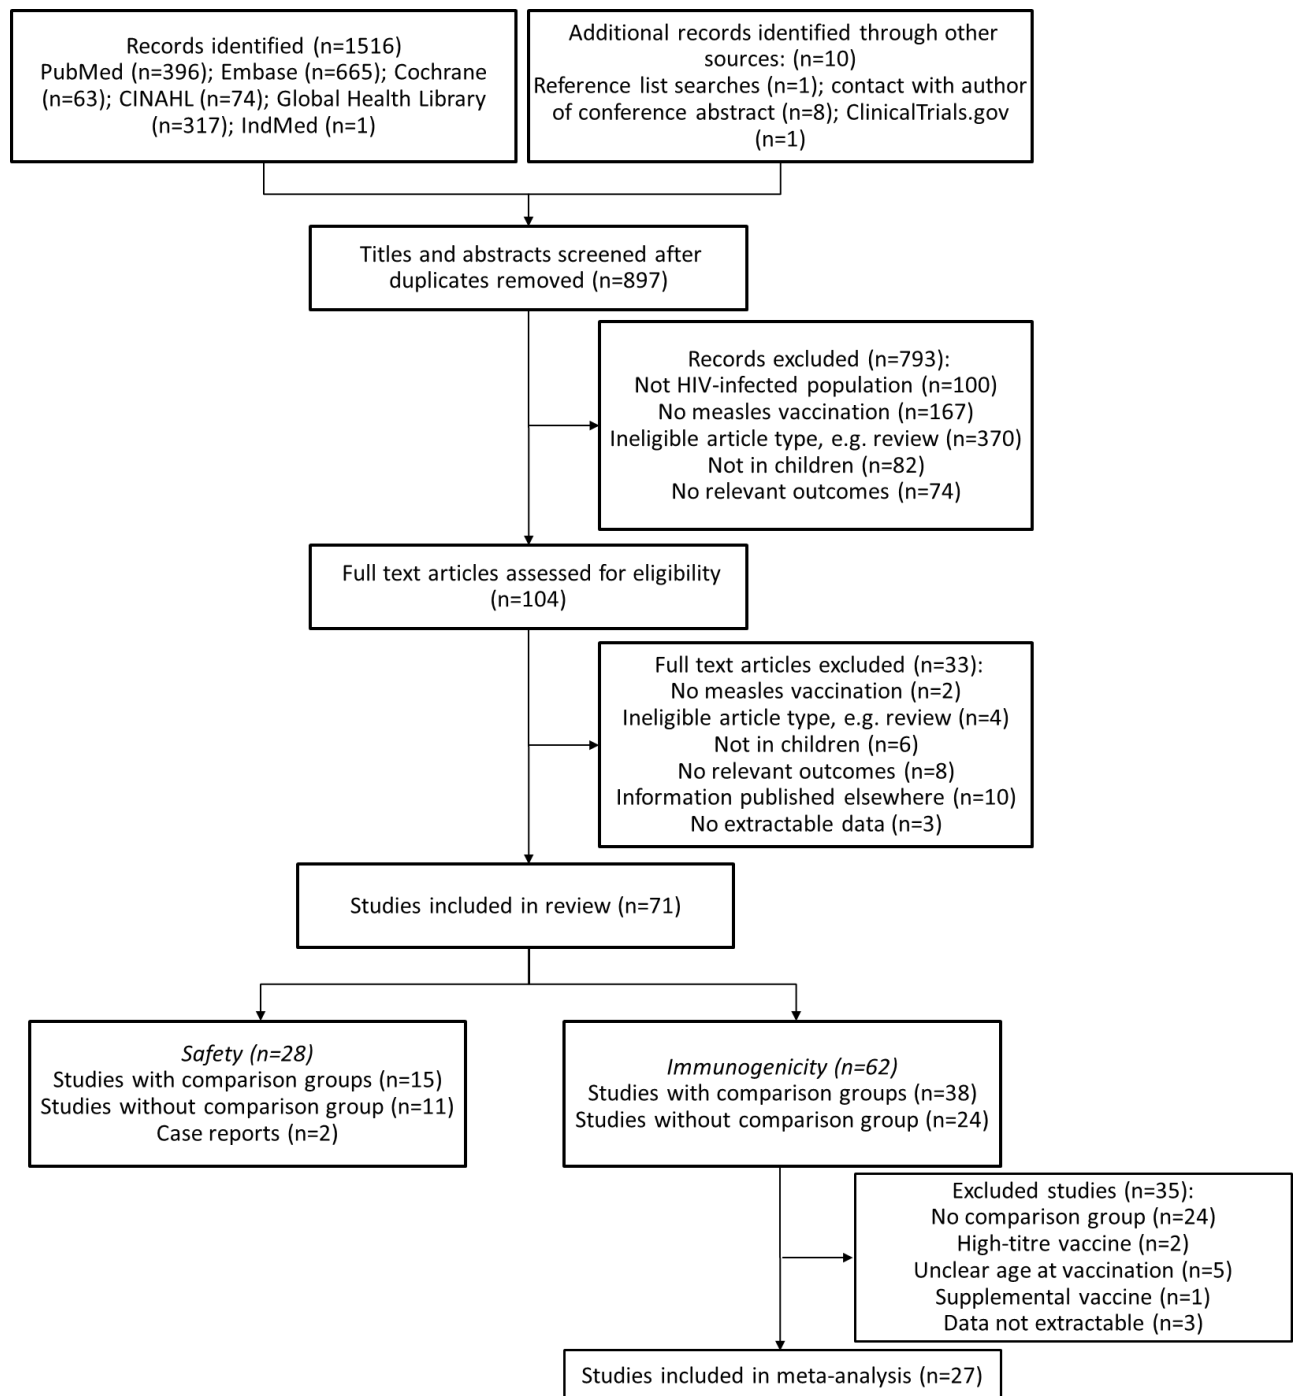 Records identified (n=1516)
PubMed (n=396); Embase (n=665); Cochrane
(n=63); CINAHL (n=74); Global Health Library
(n=317); IndMed (n=1)
Additional records identified through other
sources: (n=10)
Reference list searches (n=1); contact with author
of conference abstract (n=8); ClinicalTrials.gov
(n=1)
Titles and abstracts screened after
duplicates removed (n=897)
Records excluded (n=793):
Not HIV-infected population (n=100)
No measles vaccination (n=167)
Ineligible article type, e.g. review (n=370)
Not in children (n=82)
No relevant outcomes (n=74)
Full text articles assessed for eligibility
(n=104)
Full text articles excluded (n=33):
No measles vaccination (n=2)
Ineligible article type, e.g. review (n=4)
Not in children (n=6)
No relevant outcomes (n=8)
Information published elsewhere (n=10)
No extractable data (n=3)
Studies included in review (n=71)
Safety (n=28)
Studies with comparison groups (n=15)
Studies without comparison group (n=11)
Case reports (n=2)
Immunogenicity (n=62)
Studies with comparison groups (n=38)
Studies without comparison group (n=24)
Excluded studies (n=35):
No comparison group (n=24)
High-titre vaccine (n=2)
Unclear age at vaccination (n=5)
Supplemental vaccine (n=1)
Data not extractable (n=3)
Studies included in meta-analysis (n=27)